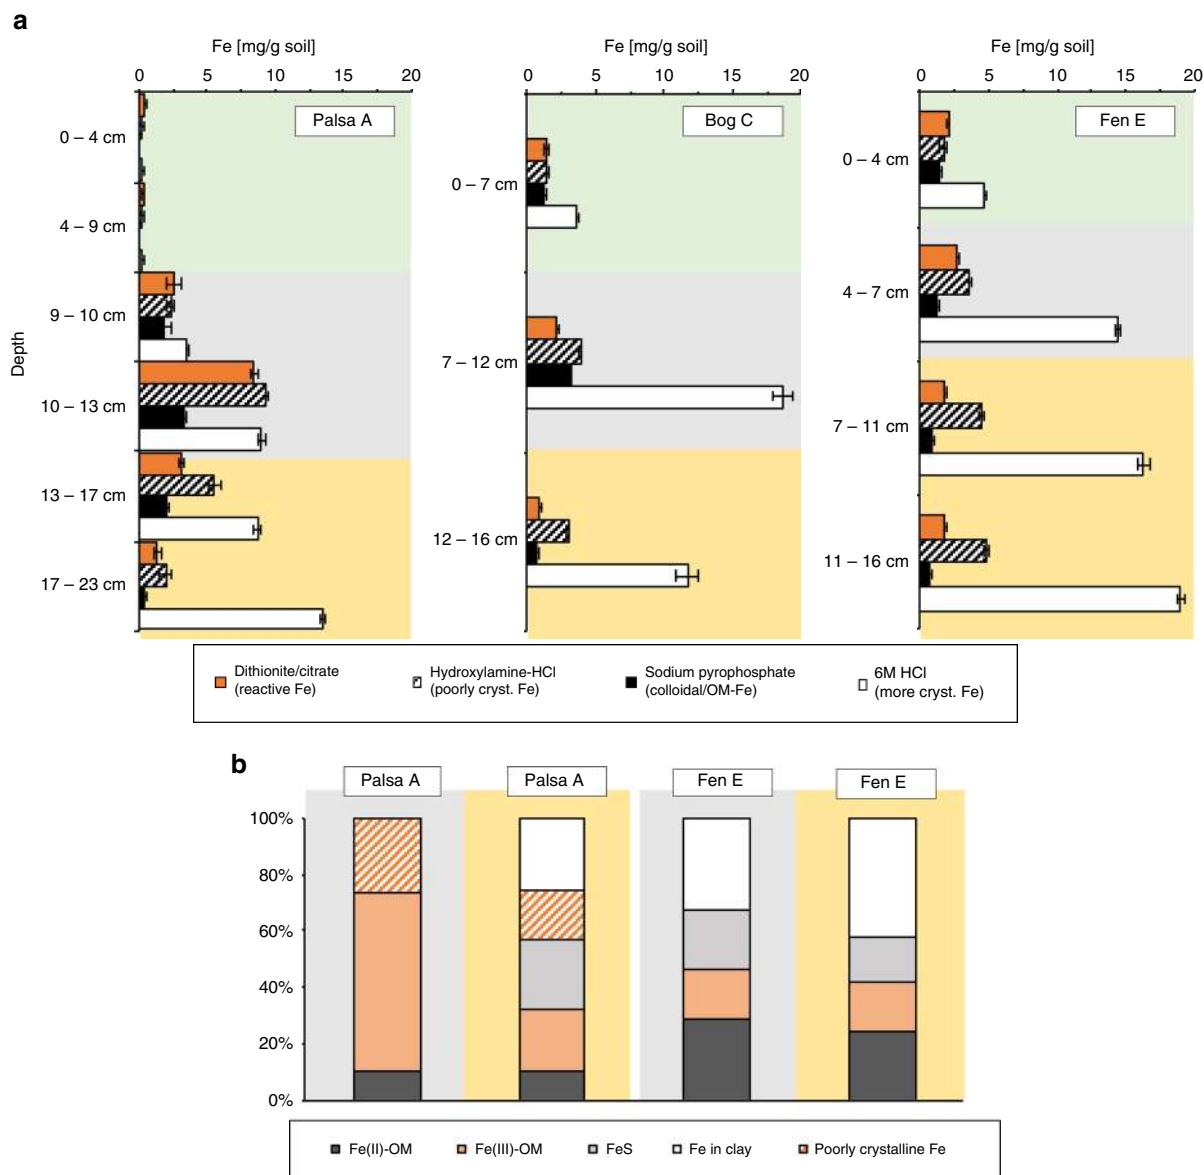 a
Fe [mg/g soil]
Fe [mg/g soil]
Fe [mg/g soil]
0 5 10 15 20
0 5 10 15 20
0 5 10 15 20
Palsa A
Bog C
Fen E
Depth
0 – 4 cm
4 – 9 cm
9 – 10 cm
10 – 13 cm
13 – 17 cm
17 – 23 cm
0 – 7 cm
7 – 12 cm
12 – 16 cm
0 – 4 cm
4 – 7 cm
7 – 11 cm
11 – 16 cm
Dithionite/citrate
(reactive Fe)
Hydroxylamine-HCl
(poorly cryst. Fe)
Sodium pyrophosphate
(colloidal/OM-Fe)
6M HCl
(more cryst. Fe)
b
Palsa A
Palsa A
Fen E
Fen E
100%
80%
60%
40%
20%
0%
Fe(II)-OM
Fe(III)-OM
FeS
Fe in clay
Poorly crystalline Fe